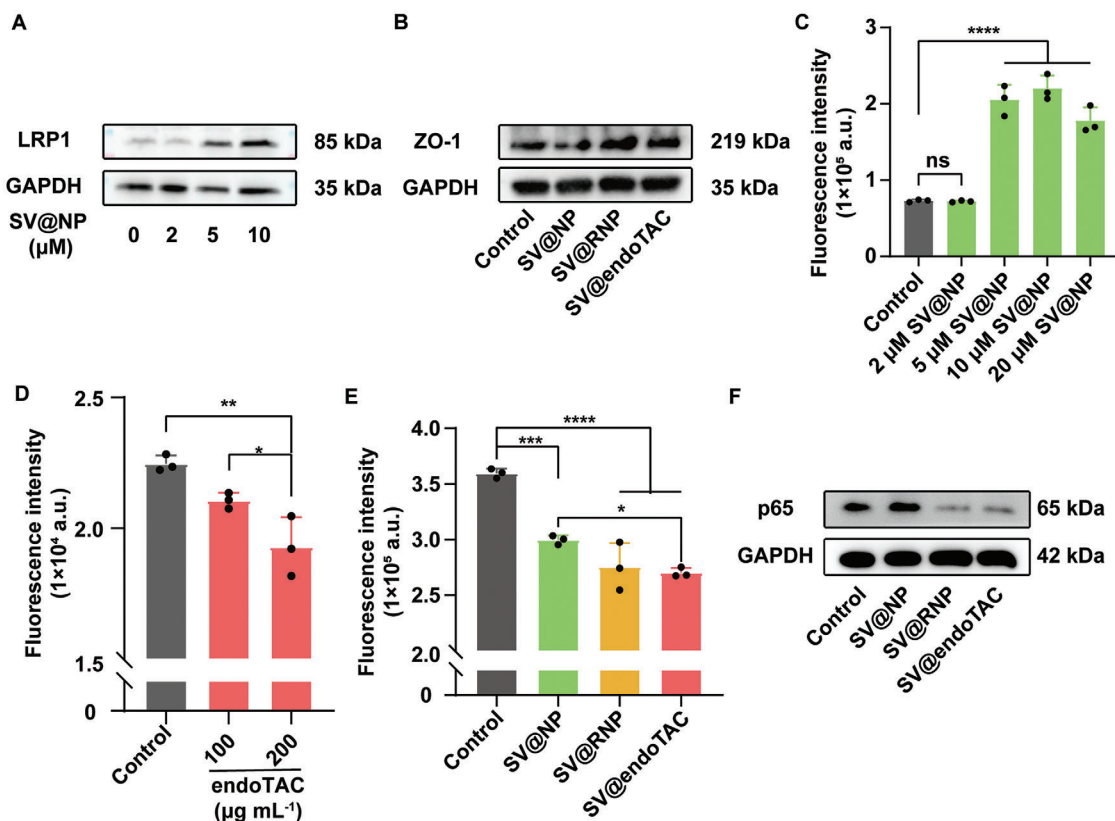 A
LRP1
85 kDa
GAPDH
35 kDa
SV@NP
(µM)
0 2 5 10
B
ZO-1
219 kDa
GAPDH
35 kDa
Control
SV@NP
SV@RNP
SV@endoTAC
C
Fluorescence intensity
(1×10⁵ a.u.)
3
2
1
0
****
ns
Control
2 µM SV@NP
5 µM SV@NP
10 µM SV@NP
20 µM SV@NP
D
Fluorescence intensity
(1×10⁴ a.u.)
2.5
2.0
1.5
0
**
*
Control
100
200
endoTAC
(µg mL⁻¹)
E
Fluorescence intensity
(1×10⁵ a.u.)
4.0
3.5
3.0
2.5
2.0
0
****
***
*
Control
SV@NP
SV@RNP
SV@endoTAC
F
p65
65 kDa
GAPDH
42 kDa
Control
SV@NP
SV@RNP
SV@endoTAC